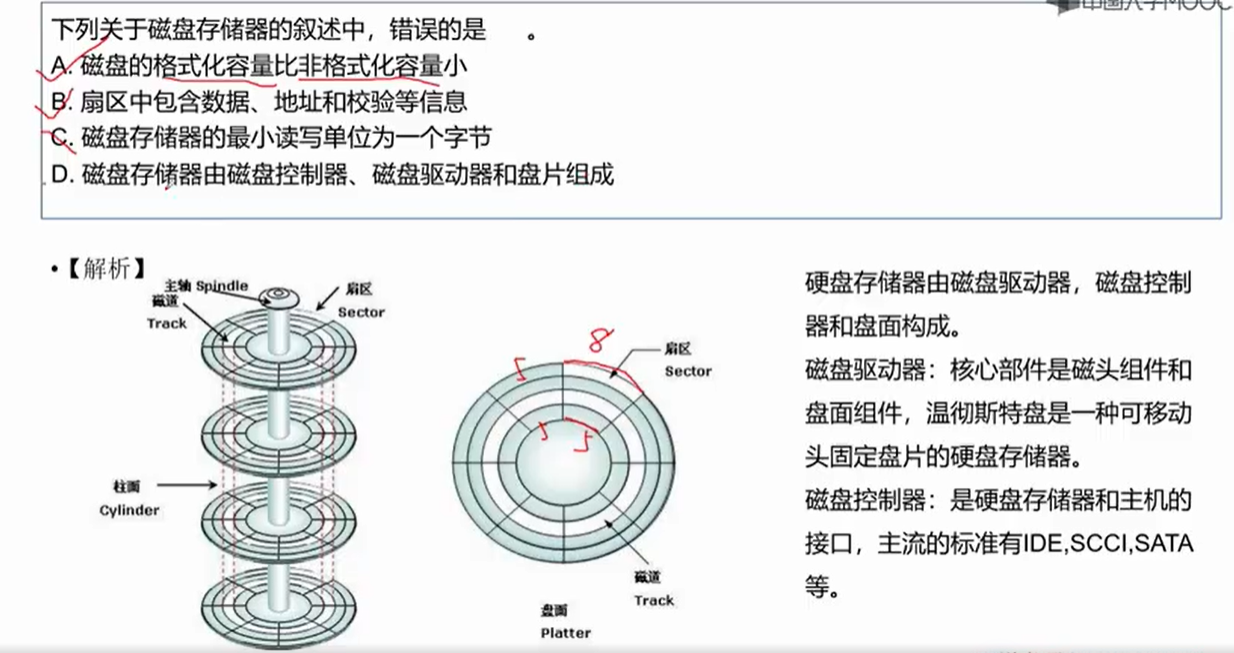 中国大学MOOC
下列关于磁盘存储器的叙述中，错误的是 。
A. 磁盘的格式化容量比非格式化容量小
B. 扇区中包含数据、地址和校验等信息
C. 磁盘存储器的最小读写单位为一个字节
D. 磁盘存储器由磁盘控制器、磁盘驱动器和盘片组成
•【解析】
主轴 Spindle
磁道
Track
扇区
Sector
柱面
Cylinder
8
5
扇区
Sector
5
5
磁道
Track
盘面
Platter
硬盘存储器由磁盘驱动器，磁盘控制
器和盘面构成。
磁盘驱动器：核心部件是磁头组件和
盘面组件，温彻斯特盘是一种可移动
头固定盘片的硬盘存储器。
磁盘控制器：是硬盘存储器和主机的
接口，主流的标准有IDE,SCCI,SATA
等。